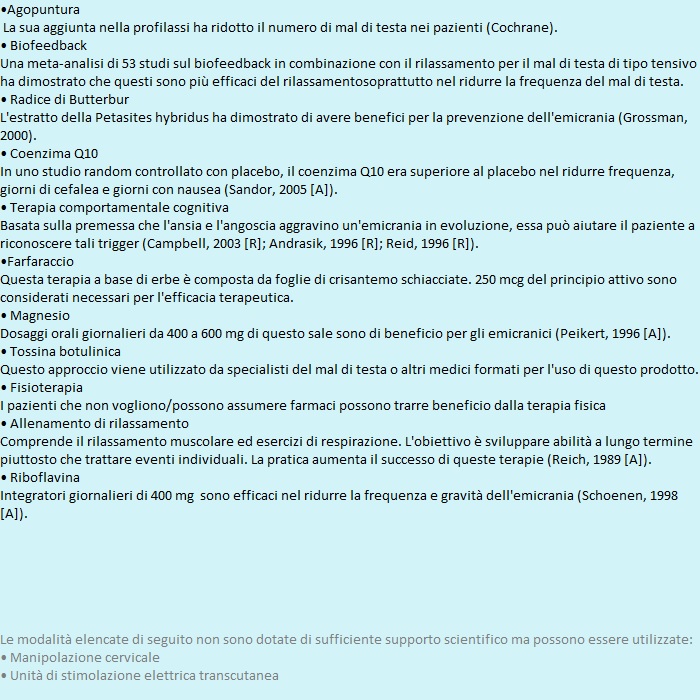 •Agopuntura
La sua aggiunta nella profilassi ha ridotto il numero di mal di testa nei pazienti (Cochrane).
• Biofeedback
Una meta-analisi di 53 studi sul biofeedback in combinazione con il rilassamento per il mal di testa di tipo tensivo
ha dimostrato che questi sono più efficaci del rilassamentosoprattutto nel ridurre la frequenza del mal di testa.
• Radice di Butterbur
L'estratto della Petasites hybridus ha dimostrato di avere benefici per la prevenzione dell'emicrania (Grossman,
2000).
• Coenzima Q10
In uno studio random controllato con placebo, il coenzima Q10 era superiore al placebo nel ridurre frequenza,
giorni di cefalea e giorni con nausea (Sandor, 2005 [A]).
• Terapia comportamentale cognitiva
Basata sulla premessa che l'ansia e l'angoscia aggravino un'emicrania in evoluzione, essa può aiutare il paziente a
riconoscere tali trigger (Campbell, 2003 [R]; Andrasik, 1996 [R]; Reid, 1996 [R]).
•Farfaraccio
Questa terapia a base di erbe è composta da foglie di crisantemo schiacciate. 250 mcg del principio attivo sono
considerati necessari per l'efficacia terapeutica.
• Magnesio
Dosaggi orali giornalieri da 400 a 600 mg di questo sale sono di beneficio per gli emicranici (Peikert, 1996 [A]).
• Tossina botulinica
Questo approccio viene utilizzato da specialisti del mal di testa o altri medici formati per l'uso di questo prodotto.
• Fisioterapia
I pazienti che non vogliono/possono assumere farmaci possono trarre beneficio dalla terapia fisica
• Allenamento di rilassamento
Comprende il rilassamento muscolare ed esercizi di respirazione. L'obiettivo è sviluppare abilità a lungo termine
piuttosto che trattare eventi individuali. La pratica aumenta il successo di queste terapie (Reich, 1989 [A]).
• Riboflavina
Integratori giornalieri di 400 mg  sono efficaci nel ridurre la frequenza e gravità dell'emicrania (Schoenen, 1998
[A]).
Le modalità elencate di seguito non sono dotate di sufficiente supporto scientifico ma possono essere utilizzate:
• Manipolazione cervicale
• Unità di stimolazione elettrica transcutanea